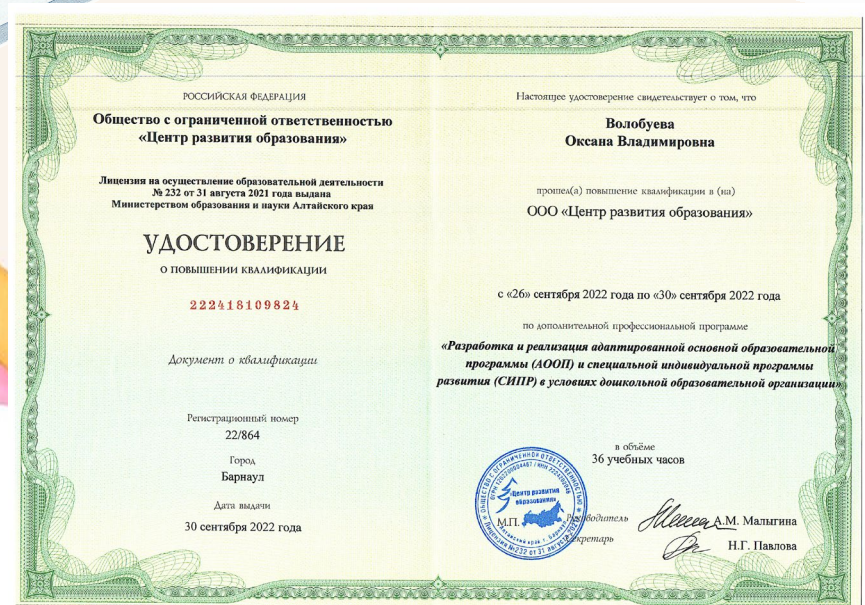 РОССИЙСКАЯ ФЕДЕРАЦИЯ
Общество с ограниченной ответственностью
«Центр развития образования»
Лицензия на осуществление образовательной деятельности
№ 232 от 31 августа 2021 года выдана
Министерством образования и науки Алтайского края
УДОСТОВЕРЕНИЕ
О ПОВЫШЕНИИ КВАЛИФИКАЦИИ
222418109824
Документ о квалификации
Регистрационный номер
22/864
Город
Барнаул
Дата выдачи
30 сентября 2022 года
Настоящее удостоверение свидетельствует о том, что
Волобуева
Оксана Владимировна
прошел(а) повышение квалификации в (на)
ООО «Центр развития образования»
с «26» сентября 2022 года по «30» сентября 2022 года
по дополнительной профессиональной программе
«Разработка и реализация адаптированной основной образовательной
программы (АООП) и специальной индивидуальной программы
развития (СИПР) в условиях дошкольной образовательной организации»
в объёме
36 учебных часов
«Центр развития
образования»
М.П.
Руководитель
А.М. Малыгина
Секретарь
Н.Г. Павлова